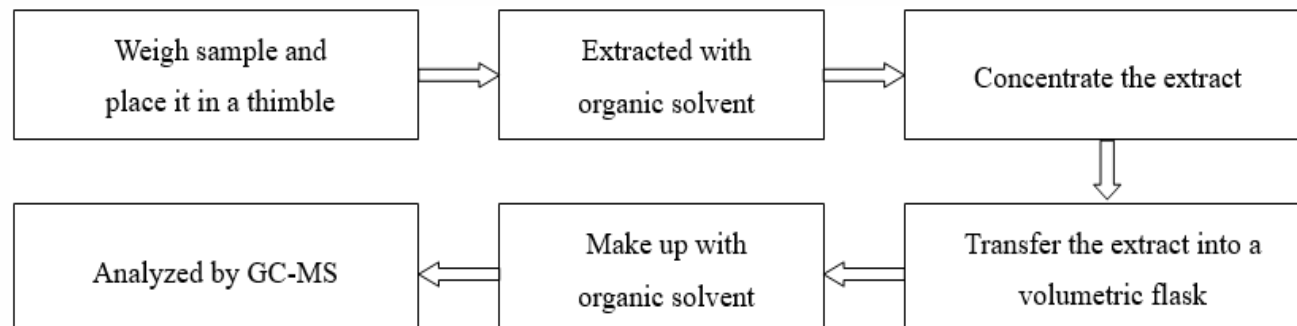 Weigh sample and
place it in a thimble
Extracted with
organic solvent
Concentrate the extract
Transfer the extract into a
volumetric flask
Make up with
organic solvent
Analyzed by GC-MS